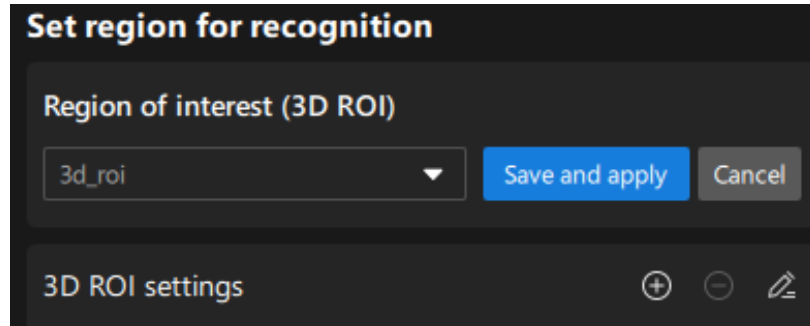 Set region for recognition
Region of interest (3D ROI)
3d_roi Save and apply Cancel
3D ROI settings